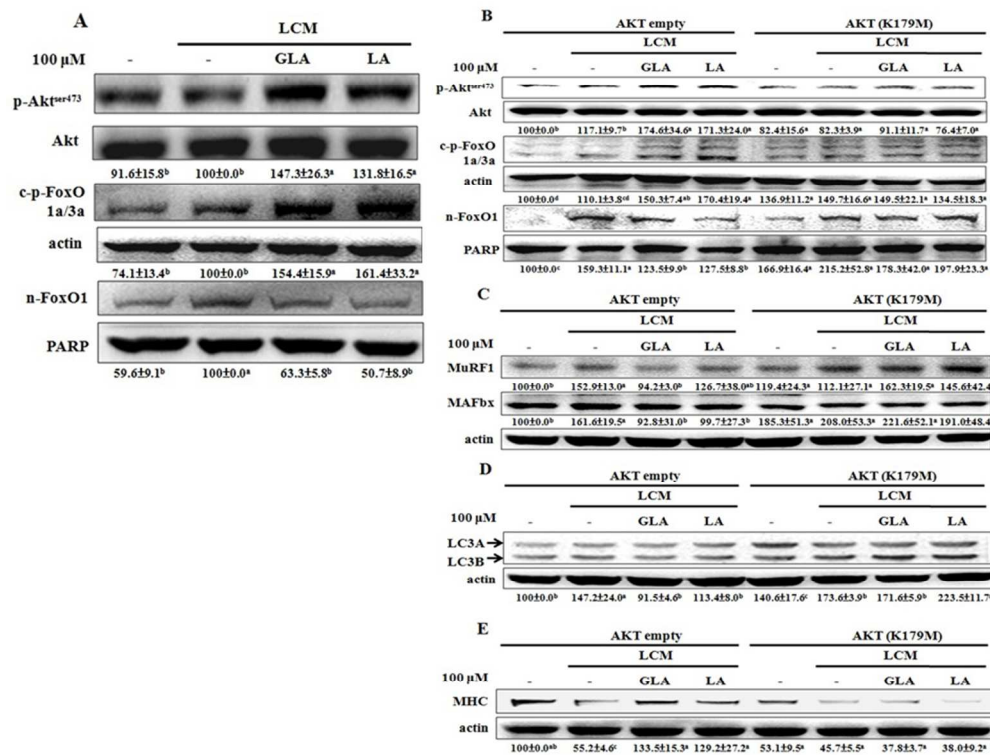 A
LCM
100 µM - - GLA LA
p-Akt^ser473
Akt
91.6±15.8^b 100±0.0^b 147.3±26.3^a 131.8±16.5^a
c-p-FoxO
1a/3a
actin
74.1±13.4^b 100±0.0^b 154.4±15.9^a 161.4±33.2^a
n-FoxO1
PARP
59.6±9.1^b 100±0.0^a 63.3±5.8^b 50.7±8.9^b
B
AKT empty AKT (K179M)
LCM LCM
100 µM - - GLA LA - - GLA LA
p-Akt^ser473
Akt
100±0.0^b 117.1±9.7^b 174.6±34.6^a 171.3±24.0^a 82.4±15.6^a 82.3±3.9^a 91.1±11.7^a 76.4±7.0^a
c-p-FoxO
1a/3a
actin
100±0.0^d 110.1±3.8^cd 150.3±7.4^ab 170.4±19.4^a 136.9±11.2^a 149.7±16.6^a 149.5±22.1^a 134.5±18.3^a
n-FoxO1
PARP
100±0.0^c 159.3±11.1^a 123.5±9.9^b 127.5±8.8^b 166.9±16.4^a 215.2±52.8^a 178.3±42.0^a 197.9±23.3^a
C
AKT empty AKT (K179M)
LCM LCM
100 µM - - GLA LA - - GLA LA
MuRF1
100±0.0^b 152.9±13.0^a 94.2±3.0^b 126.7±38.0^ab 119.4±24.3^a 112.1±27.1^a 162.3±19.5^a 145.6±42.4
MAFbx
100±0.0^b 161.6±19.5^a 92.8±31.0^b 99.7±27.3^b 185.3±51.3^a 208.0±53.3^a 221.6±52.1^a 191.0±48.4
actin
D
AKT empty AKT (K179M)
LCM LCM
100 µM - - GLA LA - - GLA LA
LC3A
LC3B
actin
100±0.0^b 147.2±24.0^a 91.5±4.6^b 113.4±8.0^b 140.6±17.6^c 173.6±3.9^b 171.6±5.9^b 223.5±11.7
E
AKT empty AKT (K179M)
LCM LCM
100 µM - - GLA LA - - GLA LA
MHC
actin
100±0.0^ab 55.2±4.6^c 133.5±15.3^a 129.2±27.2^a 53.1±9.5^a 45.7±5.5^a 37.8±3.7^a 38.0±9.2^a